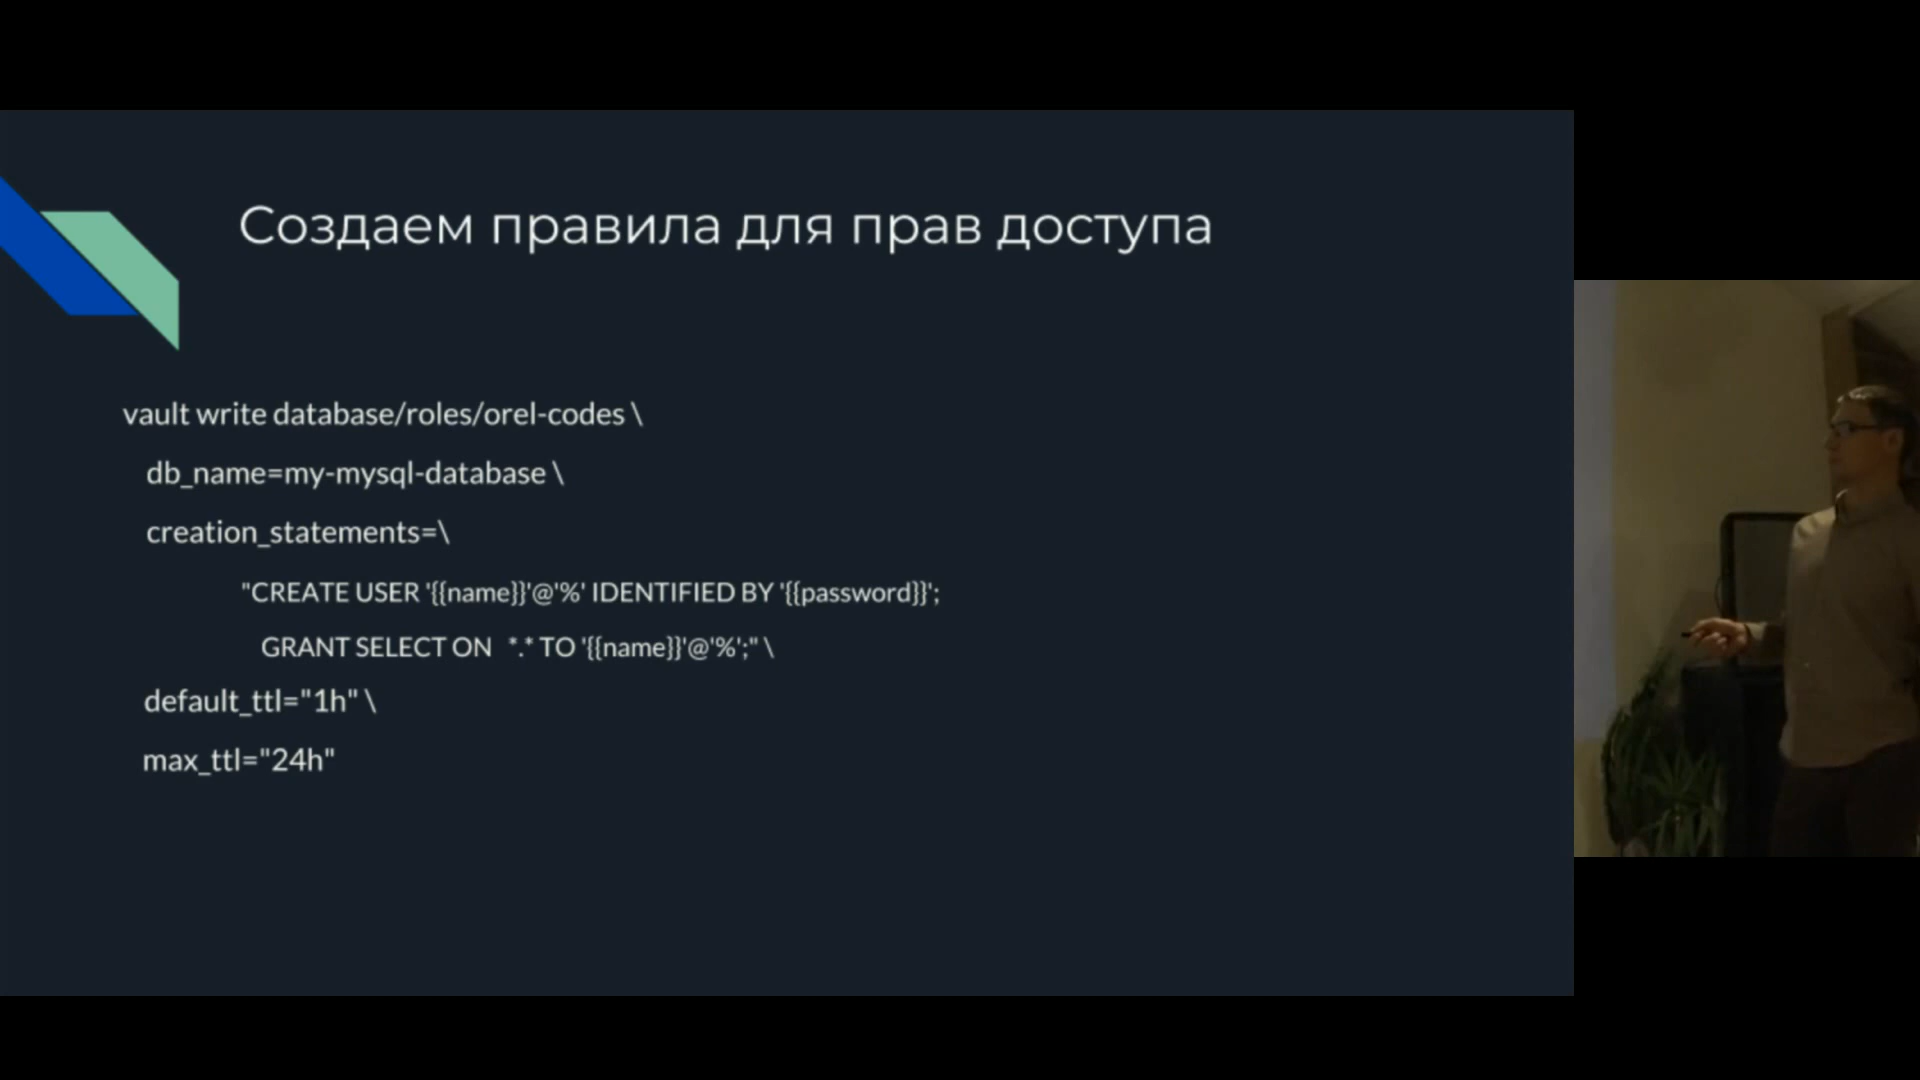 Создаем правила для прав доступа
vault write database/roles/orel-codes \
db_name=my-mysql-database \
creation_statements=\
"CREATE USER '{{name}}'@'%' IDENTIFIED BY '{{password}}';
GRANT SELECT ON *.* TO '{{name}}'@'%';" \
default_ttl="1h" \
max_ttl="24h"